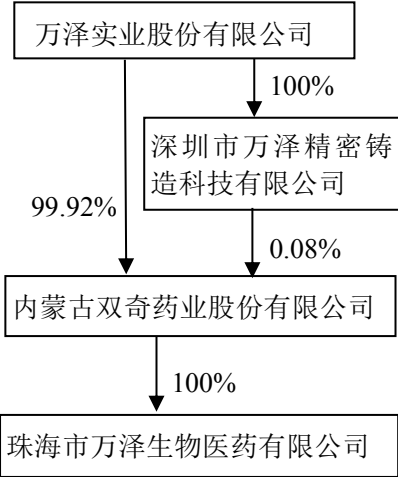 万泽实业股份有限公司
100%
深圳市万泽精密铸
造科技有限公司
99.92%
0.08%
内蒙古双奇药业股份有限公司
100%
珠海市万泽生物医药有限公司